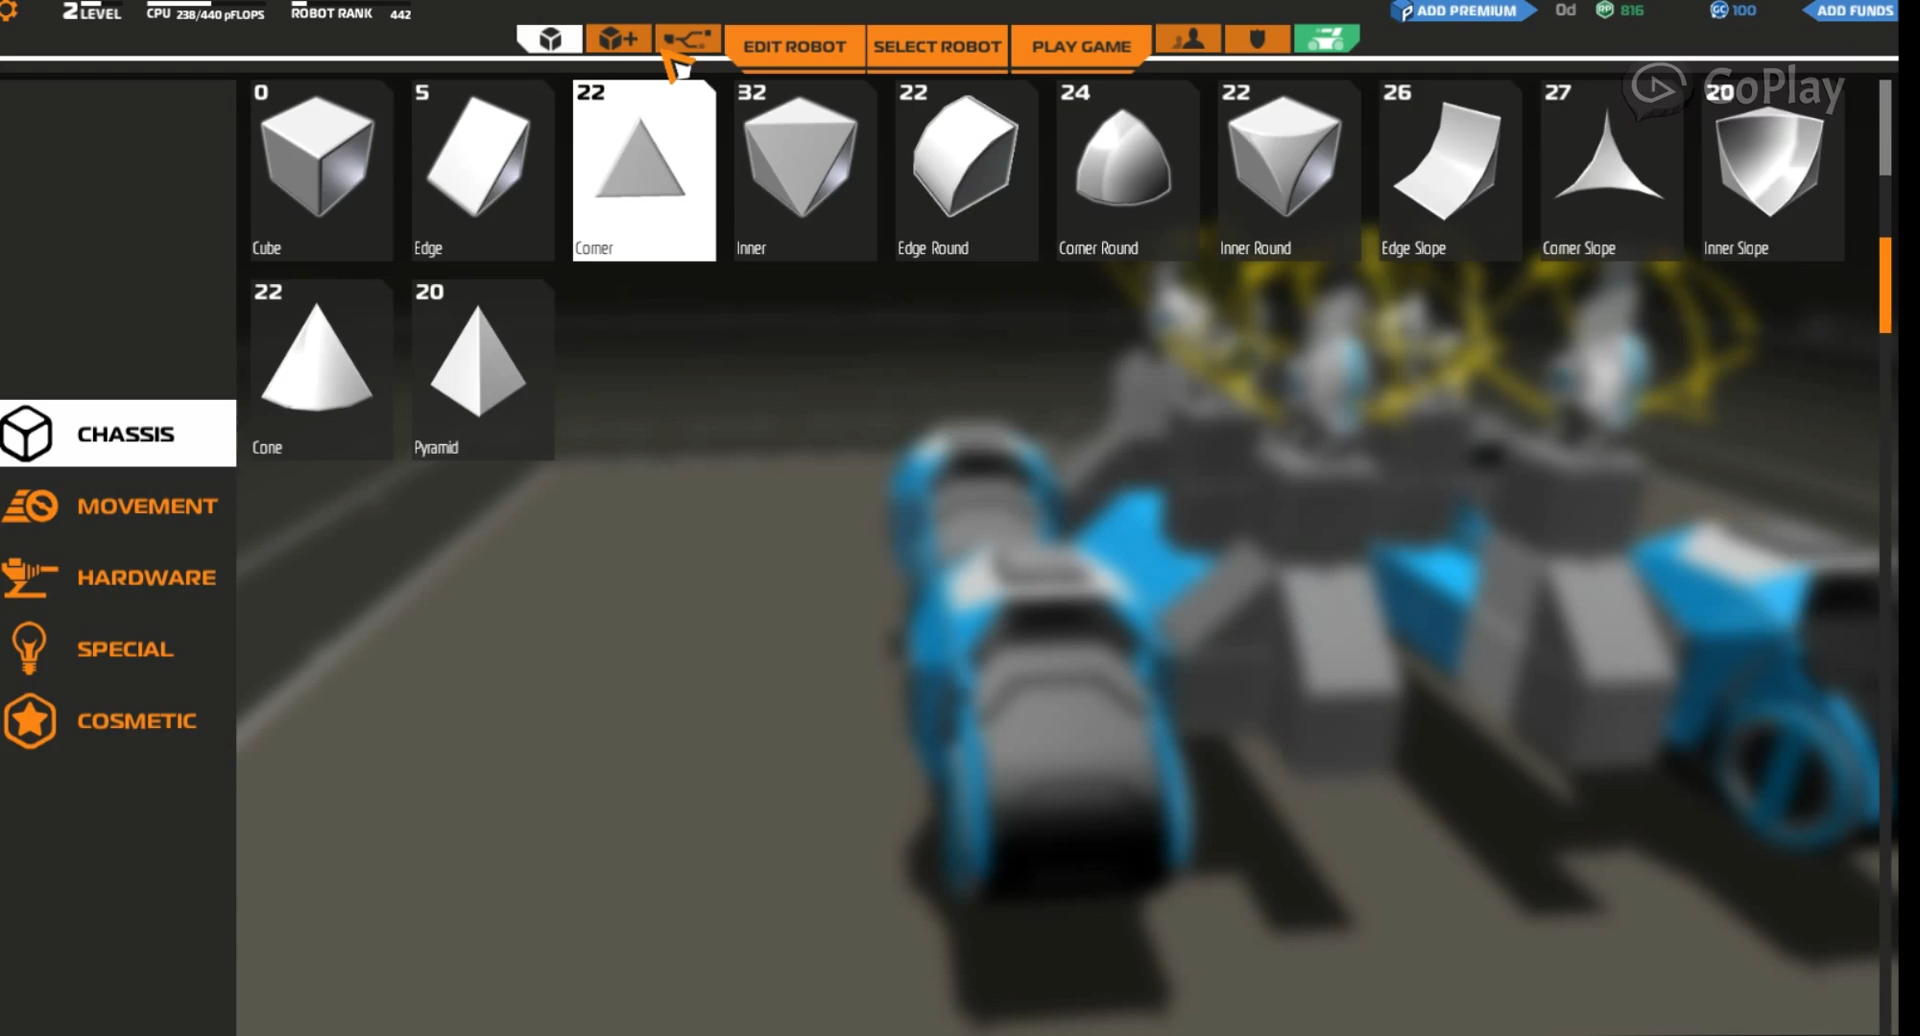 2 LEVEL CPU 238/440 pFLOPS ROBOT RANK 442
ADD PREMIUM 0d RP 816 GC 100 ADD FUNDS
EDIT ROBOT SELECT ROBOT PLAY GAME
GoPlay
0 5 22 32 22 24 22 26 27 20
Cube Edge Corner Inner Edge Round Corner Round Inner Round Edge Slope Corner Slope Inner Slope
22 20
Cone Pyramid
CHASSIS
MOVEMENT
HARDWARE
SPECIAL
COSMETIC